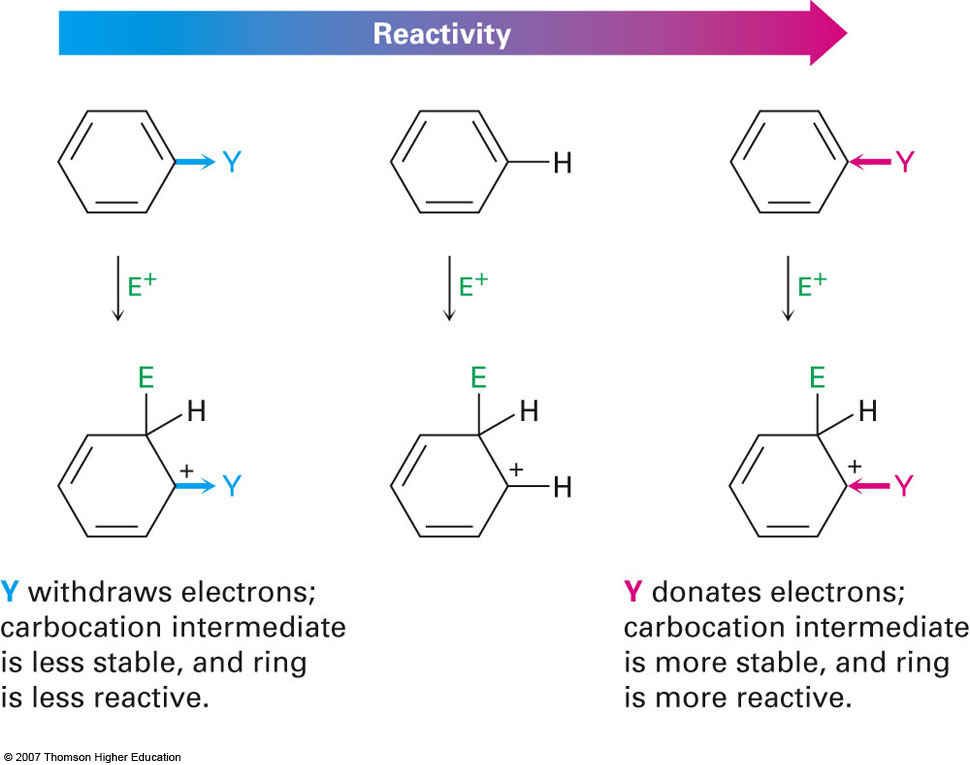 Reactivity
Y
H
Y
E+
E+
E+
E
H
+
Y
E
H
+
H
E
H
+
Y
Y withdraws electrons;
carbocation intermediate
is less stable, and ring
is less reactive.
Y donates electrons;
carbocation intermediate
is more stable, and ring
is more reactive.
© 2007 Thomson Higher Education